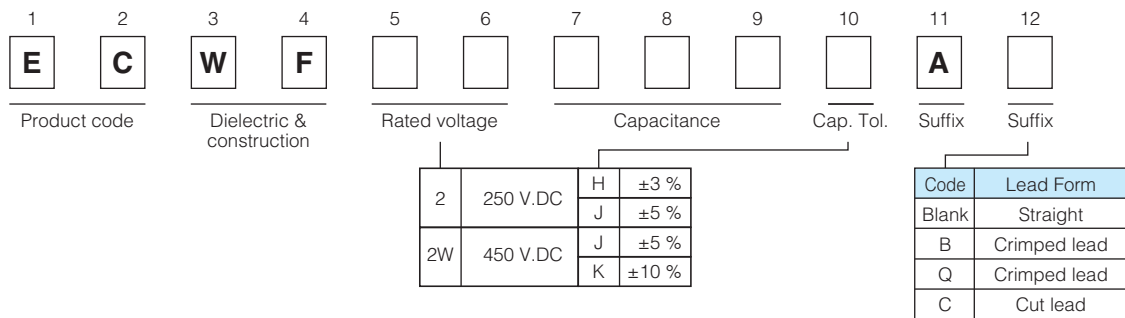 1 2 3 4 5 6 7 8 9 10 11 12
E C W F A
Product code Dielectric & Rated voltage Capacitance Cap. Tol. Suffix Suffix
construction
2 250 V.DC H ±3 %
J ±5 %
2W 450 V.DC J ±5 %
K ±10 %
Code Lead Form
Blank Straight
B Crimped lead
Q Crimped lead
C Cut lead